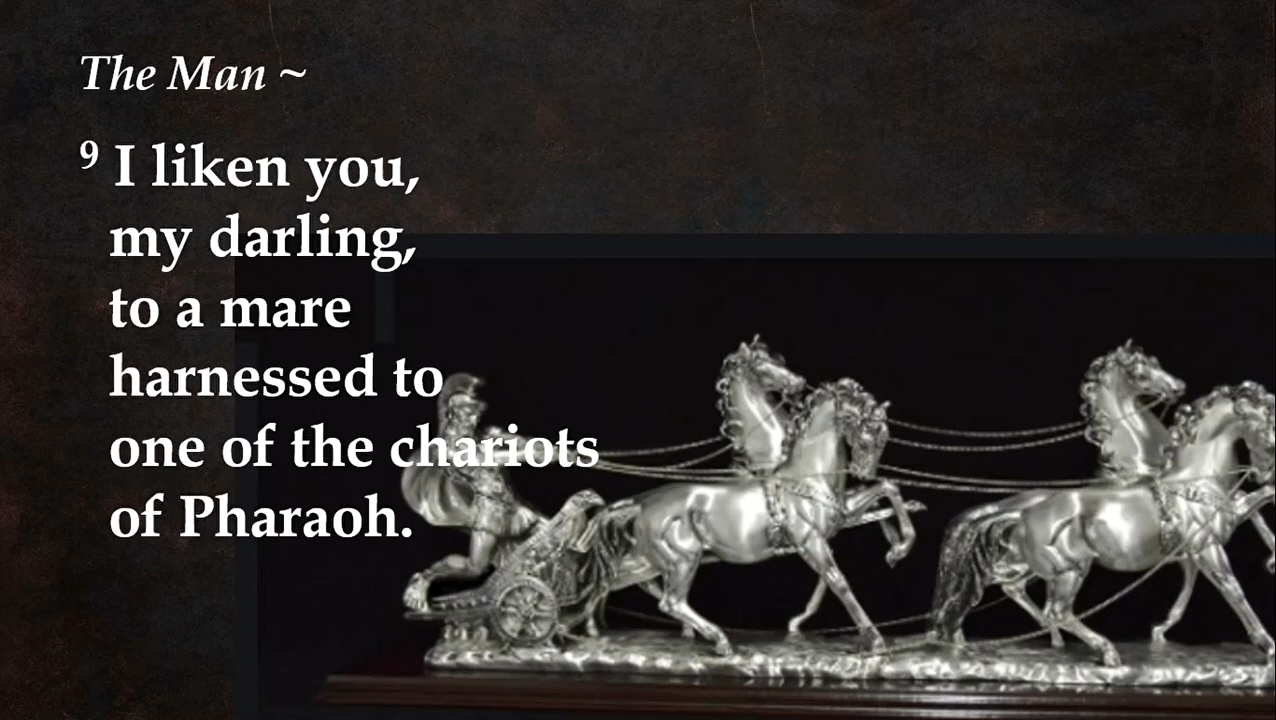 The Man ~
9 I liken you,
my darling,
to a mare
harnessed to
one of the chariots
of Pharaoh.